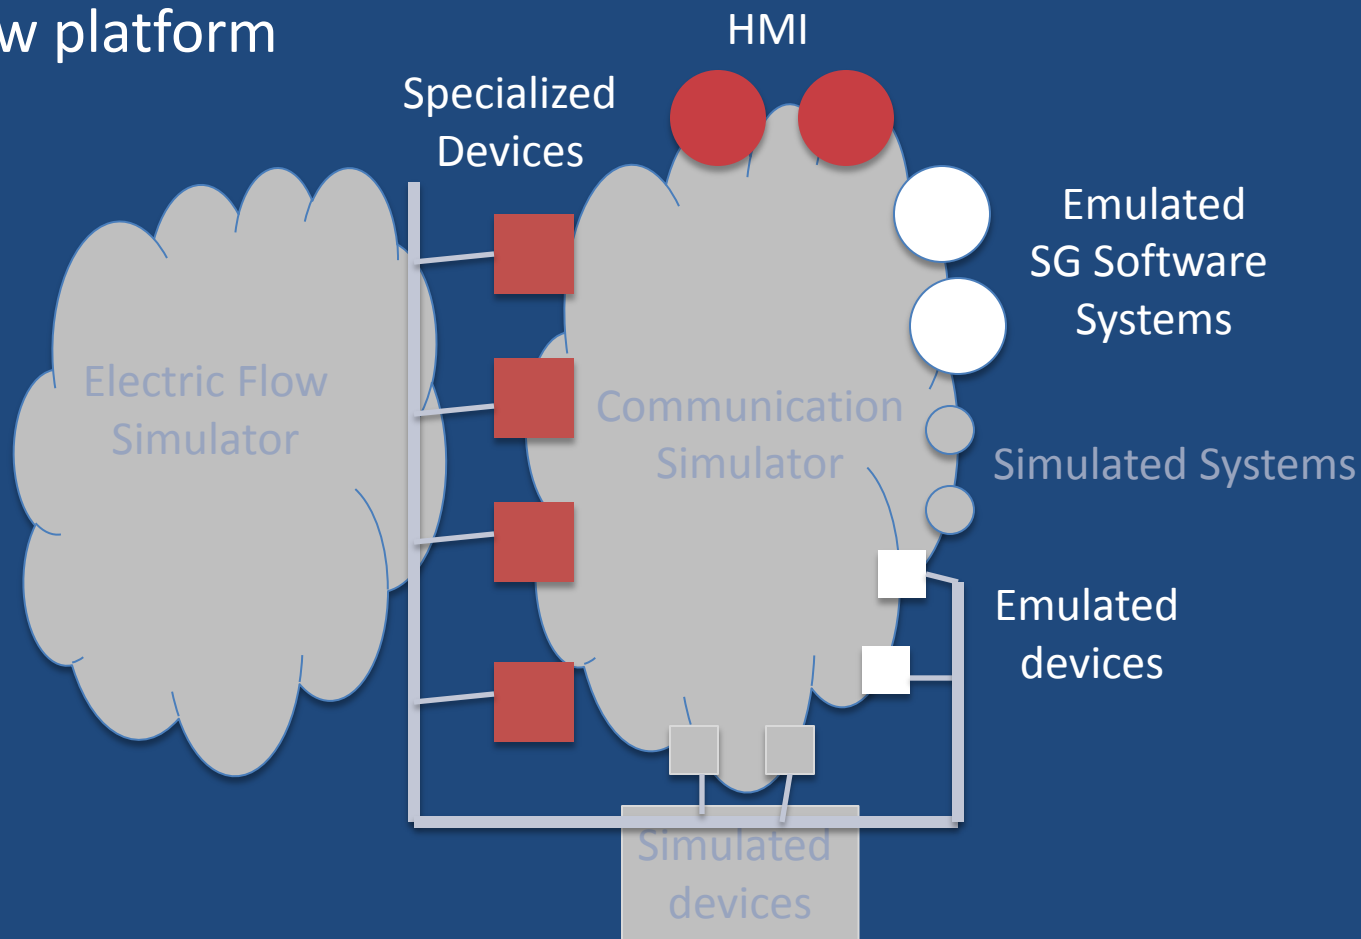 w platform
HMI
Specialized
Devices
Emulated
SG Software
Systems
Electric Flow
Simulator
Communication
Simulator
Simulated Systems
Emulated
devices
Simulated
devices